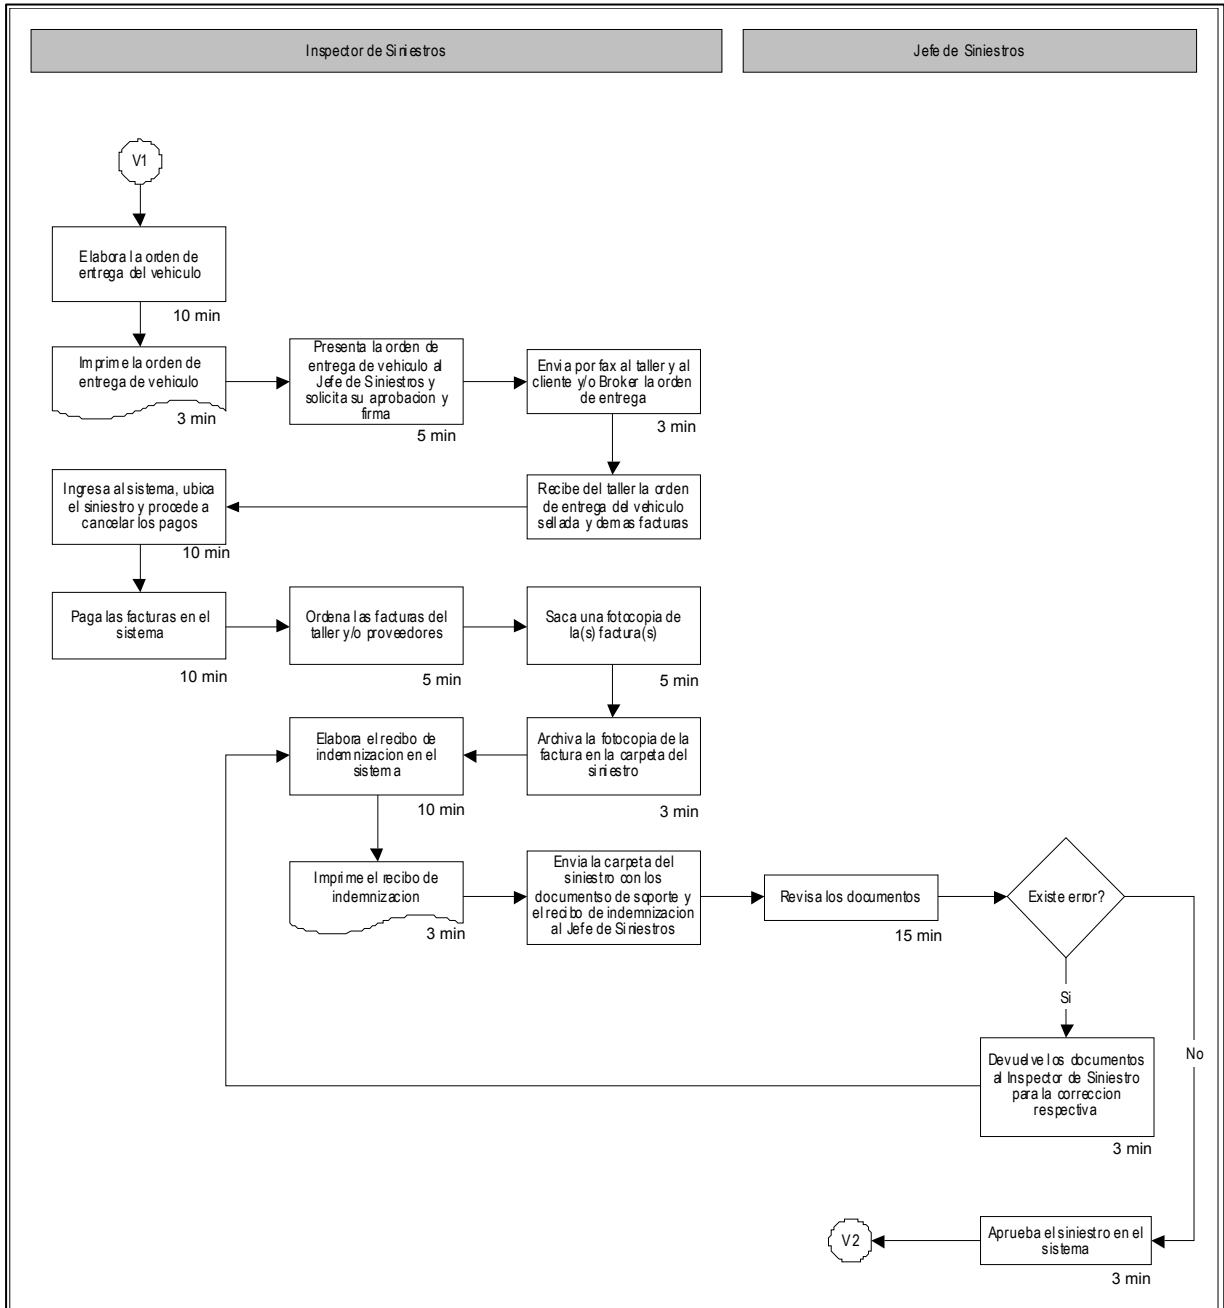 Inspector de Siniestros
Jefe de Siniestros
V1
Elabora la orden de
entrega del vehiculo
10 min
Imprime la orden de
entrega de vehiculo
3 min
Presenta la orden de
entrega de vehiculo al
Jefe de Siniestros y
solicita su aprobacion y
firma
5 min
Envia por fax al taller y al
cliente y/o Broker la orden
de entrega
3 min
Ingresa al sistema, ubica
el siniestro y procede a
cancelar los pagos
10 min
Recibe del taller la orden
de entrega del vehiculo
sellada y demas facturas
Paga las facturas en el
sistema
10 min
Ordena las facturas del
taller y/o proveedores
5 min
Saca una fotocopia de
la(s) factura(s)
5 min
Elabora el recibo de
indemnizacion en el
sistema
10 min
Archiva la fotocopia de la
factura en la carpeta del
siniestro
3 min
Imprime el recibo de
indemnizacion
3 min
Envia la carpeta del
siniestro con los
documentso de soporte y
el recibo de indemnizacion
al Jefe de Siniestros
Revisa los documentos
15 min
Existe error?
Si
No
Devuelve los documentos
al Inspector de Siniestro
para la correccion
respectiva
3 min
V2
Aprueba el siniestro en el
sistema
3 min